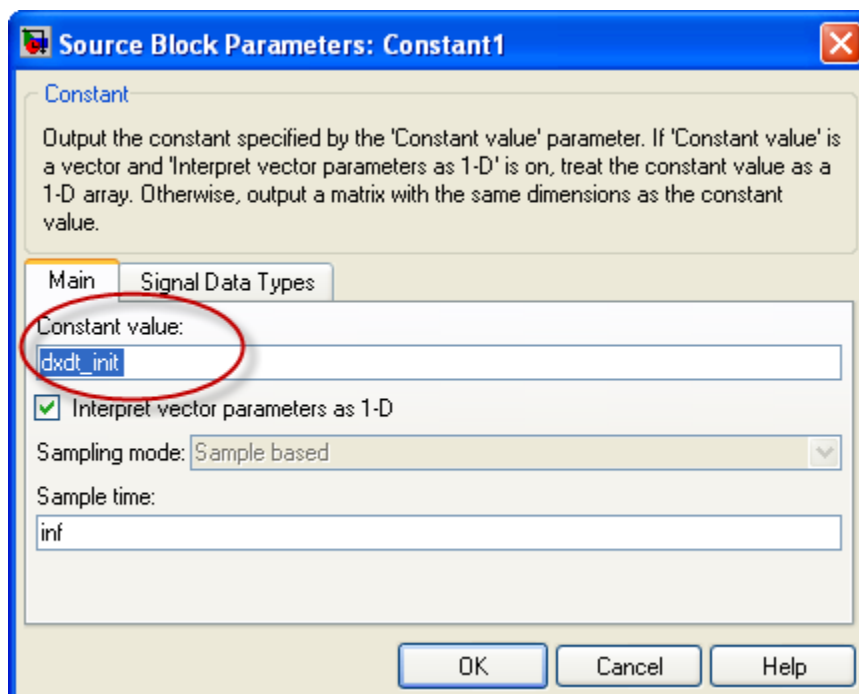 Source Block Parameters: Constant1
Constant
Output the constant specified by the 'Constant value' parameter. If 'Constant value' is
a vector and 'Interpret vector parameters as 1-D' is on, treat the constant value as a
1-D array. Otherwise, output a matrix with the same dimensions as the constant
value.
Main Signal Data Types
Constant value:
dxdt_init
Interpret vector parameters as 1-D
Sampling mode: Sample based
Sample time:
inf
OK Cancel Help